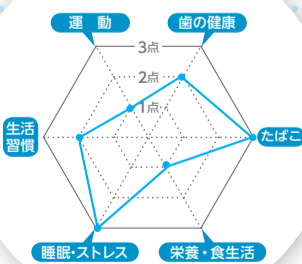 運動
歯の健康
3点
2点
1点
生活
習慣
たばこ
睡眠・ストレス
栄養・食生活